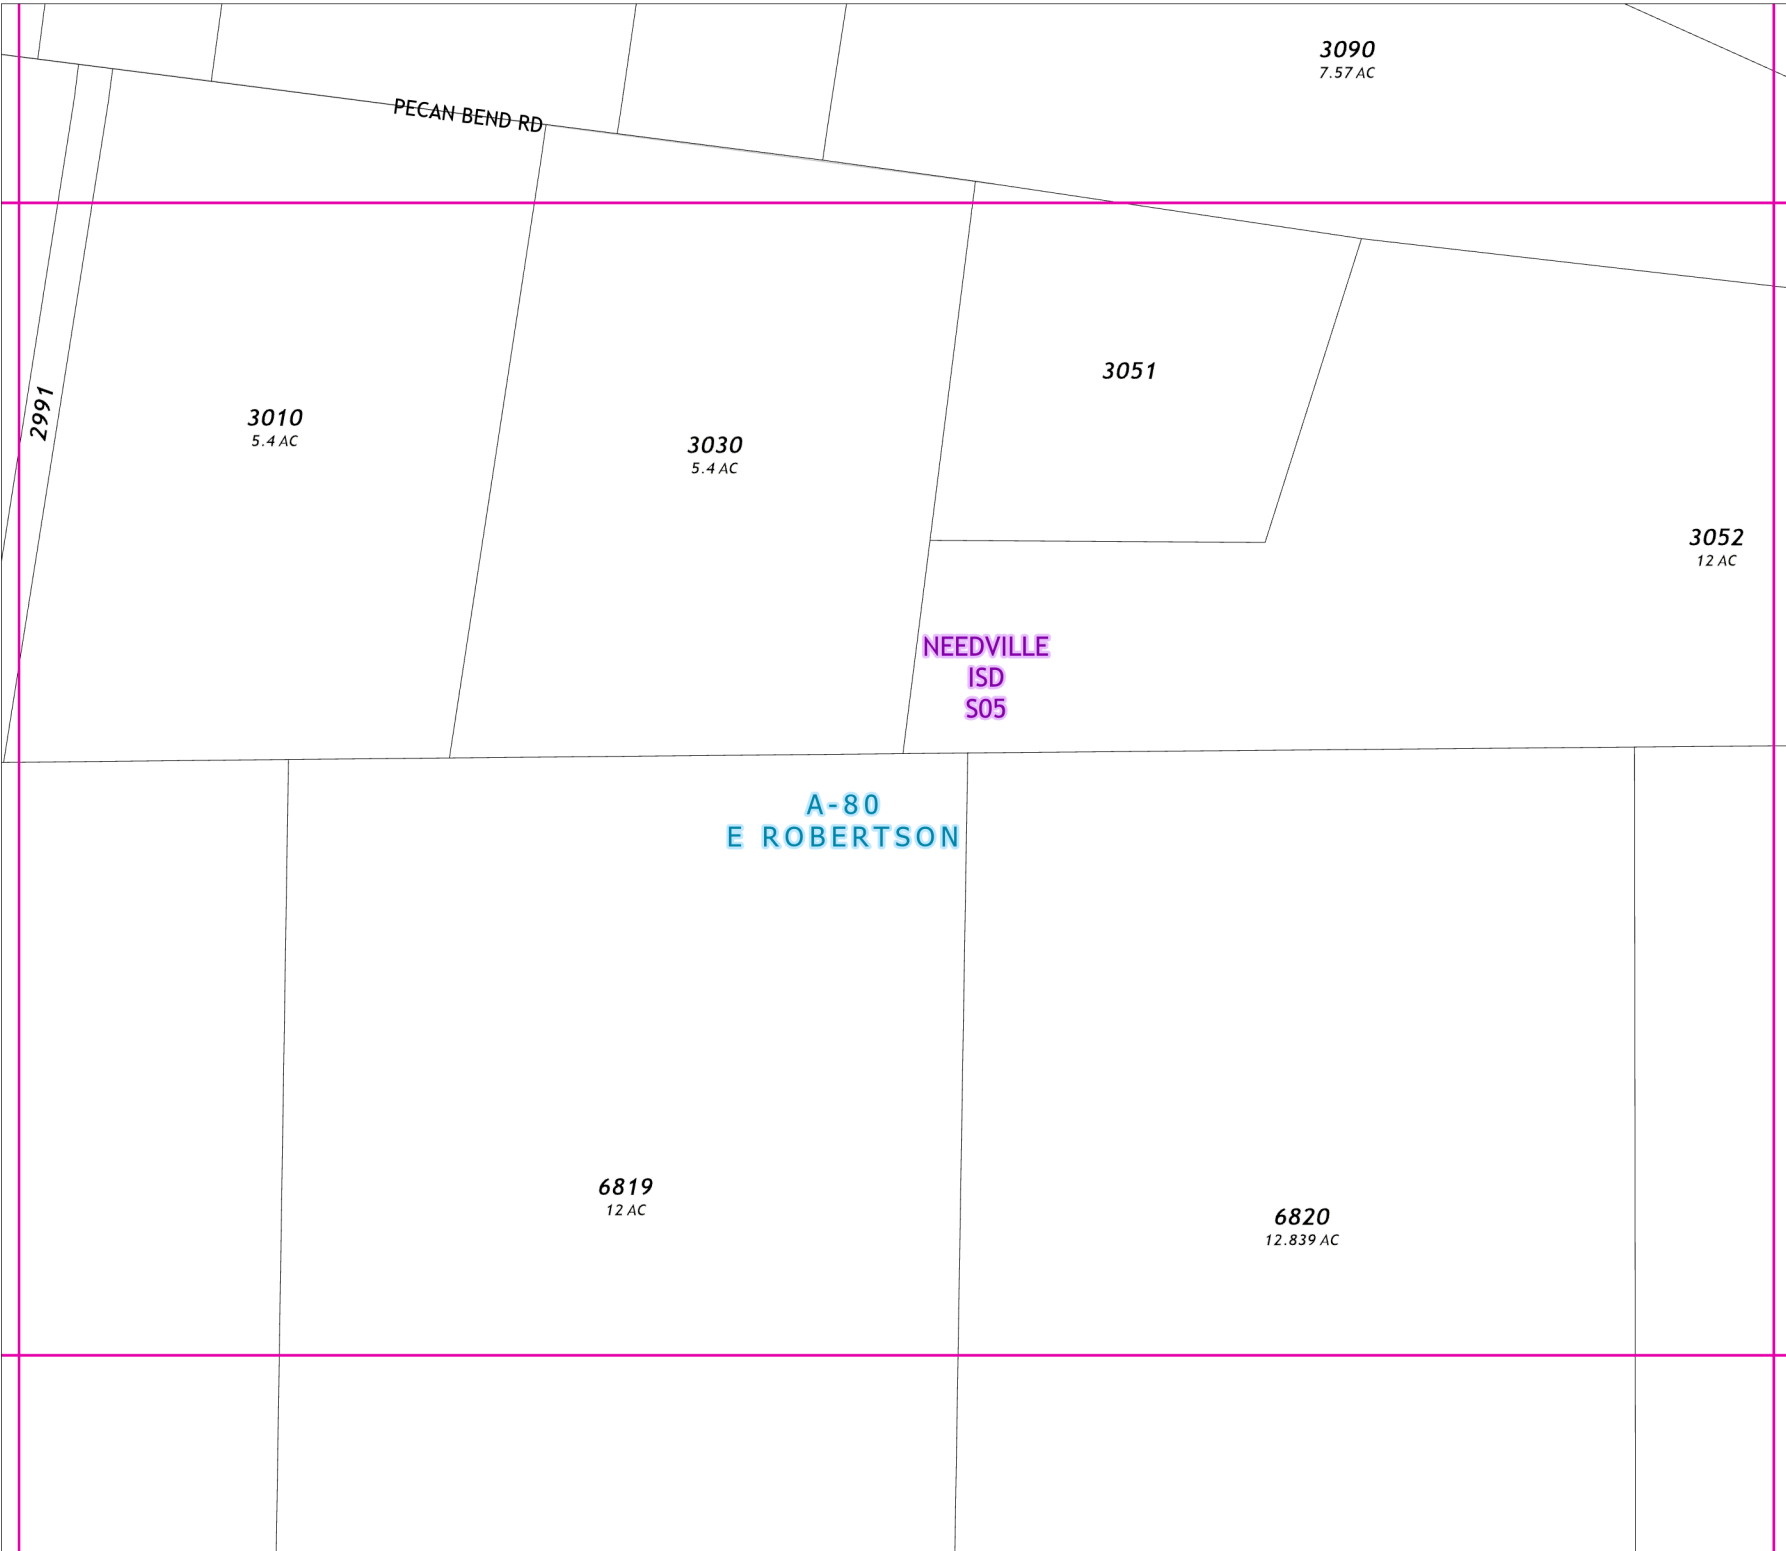 3090
7.57 AC
PECAN BEND RD
3051
2991
3010
5.4 AC
3030
5.4 AC
3052
12 AC
NEEDVILLE
ISD
S05
A-80
E ROBERTSON
6819
12 AC
6820
12.839 AC